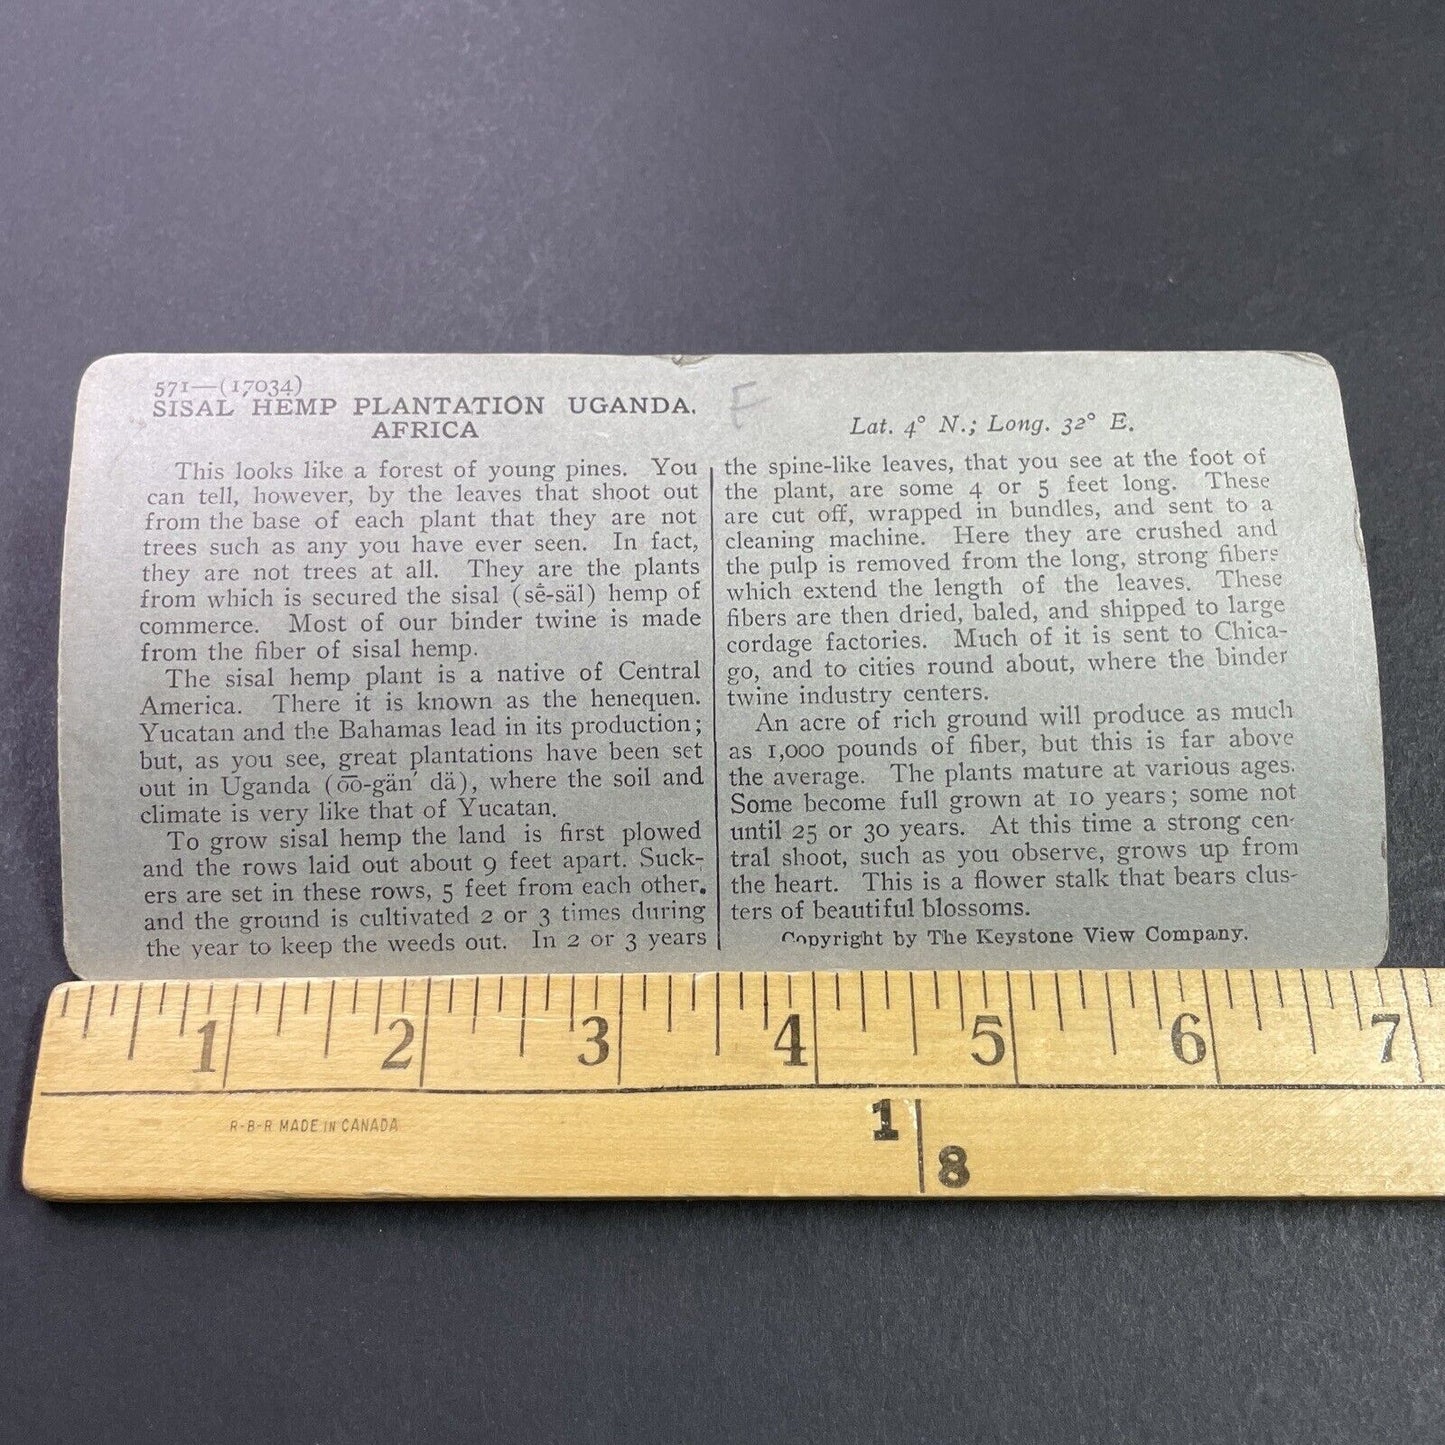 571—(17034)
SISAL HEMP PLANTATION UGANDA,
AFRICA
F
Lat. 4° N.; Long. 32° E.
This looks like a forest of young pines. You
can tell, however, by the leaves that shoot out
from the base of each plant that they are not
trees such as any you have ever seen. In fact,
they are not trees at all. They are the plants
from which is secured the sisal (sē-säl) hemp of
commerce. Most of our binder twine is made
from the fiber of sisal hemp.
The sisal hemp plant is a native of Central
America. There it is known as the henequen.
Yucatan and the Bahamas lead in its production;
but, as you see, great plantations have been set
out in Uganda (o͞o-gän′ dä), where the soil and
climate is very like that of Yucatan.
To grow sisal hemp the land is first plowed
and the rows laid out about 9 feet apart. Suck-
ers are set in these rows, 5 feet from each other,
and the ground is cultivated 2 or 3 times during
the year to keep the weeds out. In 2 or 3 years
the spine-like leaves, that you see at the foot of
the plant, are some 4 or 5 feet long. These
are cut off, wrapped in bundles, and sent to a
cleaning machine. Here they are crushed and
the pulp is removed from the long, strong fibers
which extend the length of the leaves. These
fibers are then dried, baled, and shipped to large
cordage factories. Much of it is sent to Chica-
go, and to cities round about, where the binder
twine industry centers.
An acre of rich ground will produce as much
as 1,000 pounds of fiber, but this is far above
the average. The plants mature at various ages.
Some become full grown at 10 years; some not
until 25 or 30 years. At this time a strong cen-
tral shoot, such as you observe, grows up from
the heart. This is a flower stalk that bears clus-
ters of beautiful blossoms.
Copyright by The Keystone View Company.
1 2 3 4 5 6 7
R-B-R MADE IN CANADA
1
8